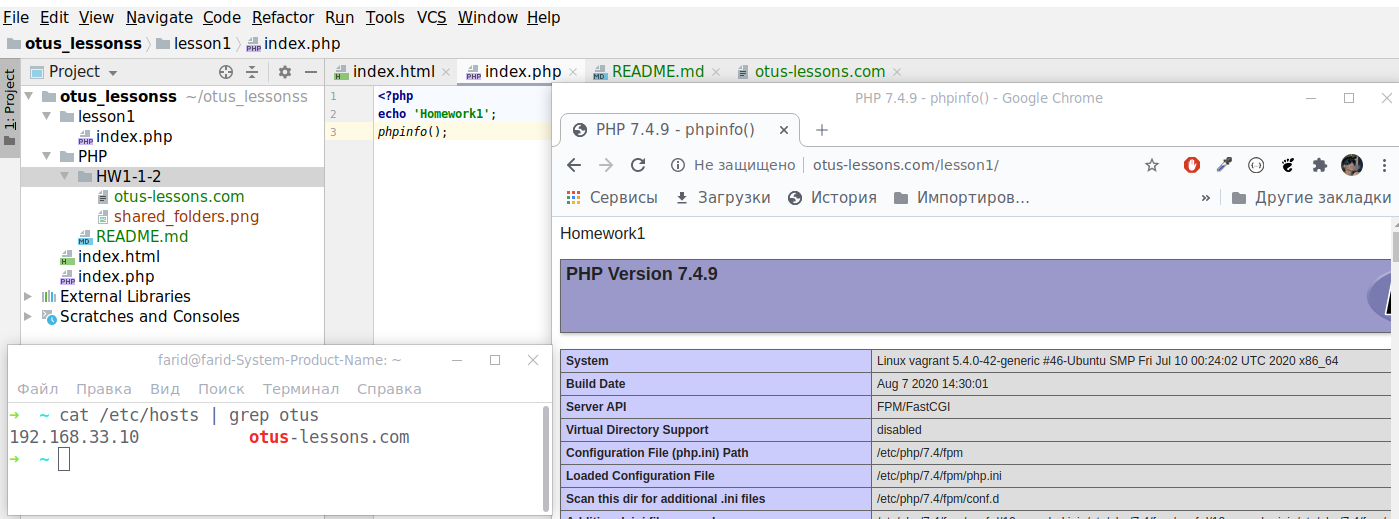 File Edit View Navigate Code Refactor Run Tools VCS Window Help
otus_lessonss lesson1 index.php
1: Project
Project
index.html index.php README.md otus-lessons.com
otus_lessonss ~/otus_lessonss
lesson1
index.php
PHP
HW1-1-2
otus-lessons.com
shared_folders.png
README.md
index.html
index.php
External Libraries
Scratches and Consoles
1 <?php
2 echo 'Homework1';
3 phpinfo();
PHP 7.4.9 - phpinfo() - Google Chrome
PHP 7.4.9 - phpinfo()
Не защищено otus-lessons.com/lesson1/
Сервисы Загрузки История Импортиров... » Другие закладки
Homework1
PHP Version 7.4.9
System Linux vagrant 5.4.0-42-generic #46-Ubuntu SMP Fri Jul 10 00:24:02 UTC 2020 x86_64
Build Date Aug 7 2020 14:30:01
Server API FPM/FastCGI
Virtual Directory Support disabled
Configuration File (php.ini) Path /etc/php/7.4/fpm
Loaded Configuration File /etc/php/7.4/fpm/php.ini
Scan this dir for additional .ini files /etc/php/7.4/fpm/conf.d
farid@farid-System-Product-Name: ~
Файл Правка Вид Поиск Терминал Справка
➜ ~ cat /etc/hosts | grep otus
192.168.33.10 otus-lessons.com
➜ ~